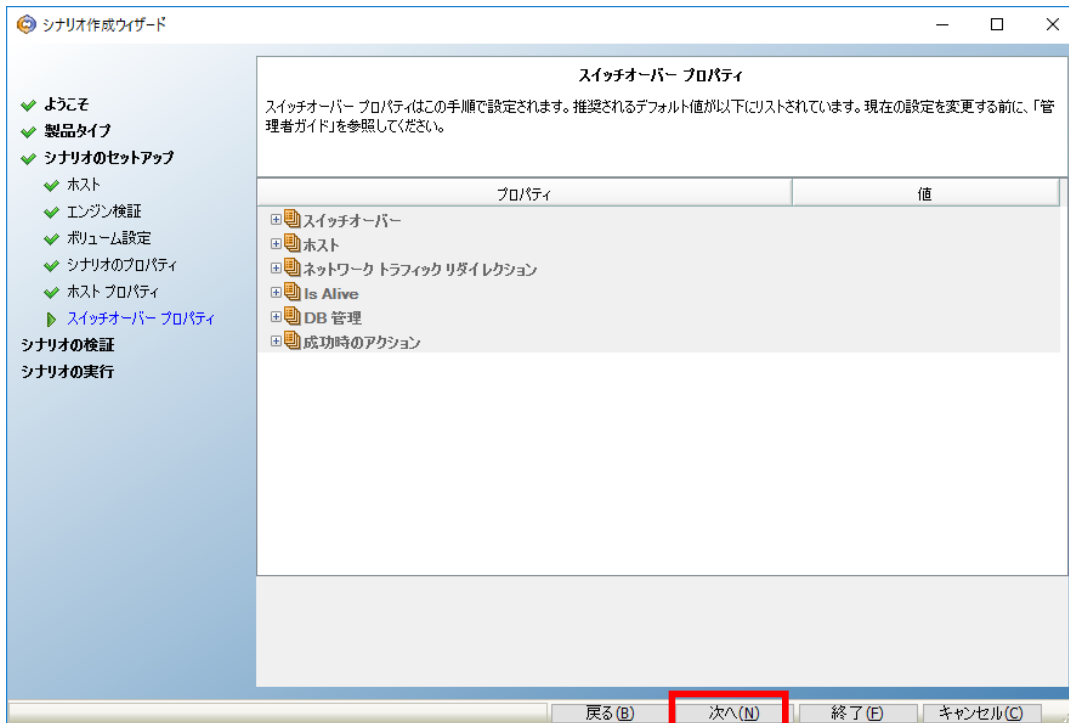 シナリオ作成ウィザード
ようこそ
製品タイプ
シナリオのセットアップ
ホスト
エンジン検証
ボリューム設定
シナリオのプロパティ
ホスト プロパティ
スイッチオーバー プロパティ
シナリオの検証
シナリオの実行
スイッチオーバー プロパティ
スイッチオーバー プロパティはこの手順で設定されます。推奨されるデフォルト値が以下にリストされています。現在の設定を変更する前に、「管
理者ガイド」を参照してください。
プロパティ 値
スイッチオーバー
ホスト
ネットワーク トラフィック リダイレクション
Is Alive
DB 管理
成功時のアクション
戻る(B) 次へ(N) 終了(F) キャンセル(C)